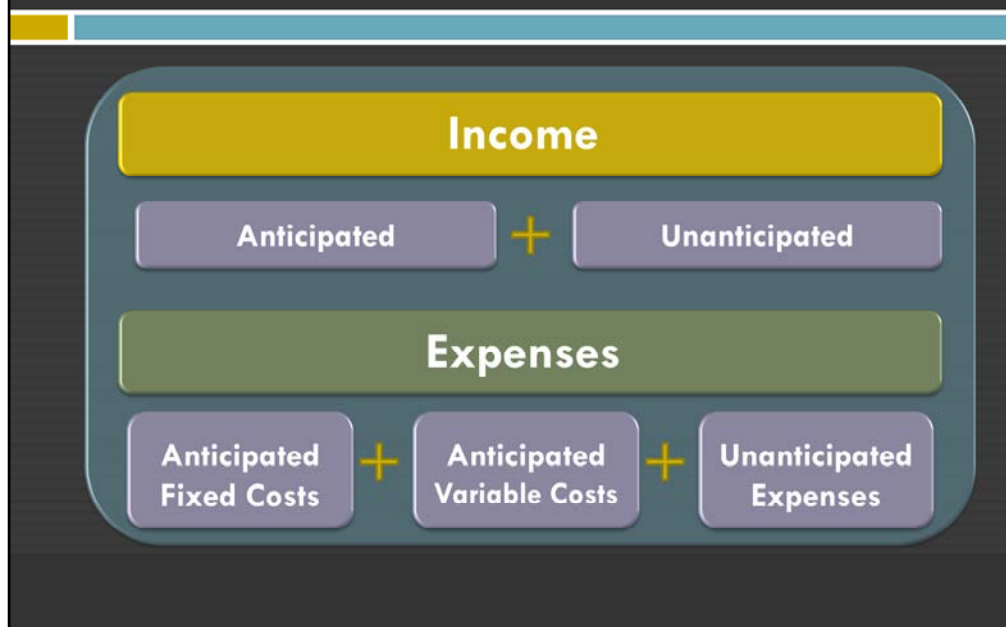 Income
Anticipated + Unanticipated
Expenses
Anticipated Fixed Costs + Anticipated Variable Costs + Unanticipated Expenses